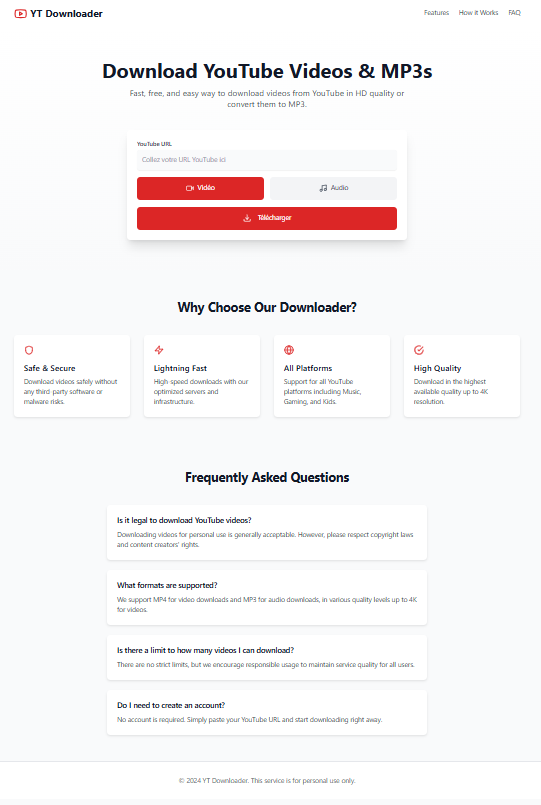 YT Downloader
Features How it Works FAQ
Download YouTube Videos & MP3s
Fast, free, and easy way to download videos from YouTube in HD quality or
convert them to MP3.
YouTube URL
Collez votre URL YouTube ici
Vidéo
Audio
Télécharger
Why Choose Our Downloader?
Safe & Secure
Download videos safely without
any third-party software or
malware risks.
Lightning Fast
High-speed downloads with our
optimized servers and
infrastructure.
All Platforms
Support for all YouTube
platforms including Music,
Gaming, and Kids.
High Quality
Download in the highest
available quality up to 4K
resolution.
Frequently Asked Questions
Is it legal to download YouTube videos?
Downloading videos for personal use is generally acceptable. However, please respect copyright laws
and content creators' rights.
What formats are supported?
We support MP4 for video downloads and MP3 for audio downloads, in various quality levels up to 4K
for videos.
Is there a limit to how many videos I can download?
There are no strict limits, but we encourage responsible usage to maintain service quality for all users.
Do I need to create an account?
No account is required. Simply paste your YouTube URL and start downloading right away.
© 2024 YT Downloader. This service is for personal use only.